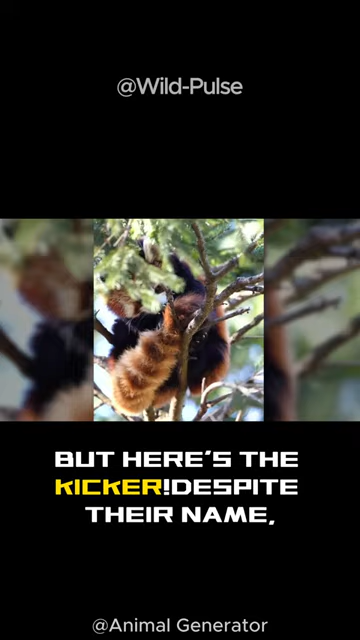 @Wild-Pulse
BUT HERE'S THE
KICKER!DESPITE
THEIR NAME,
@Animal Generator